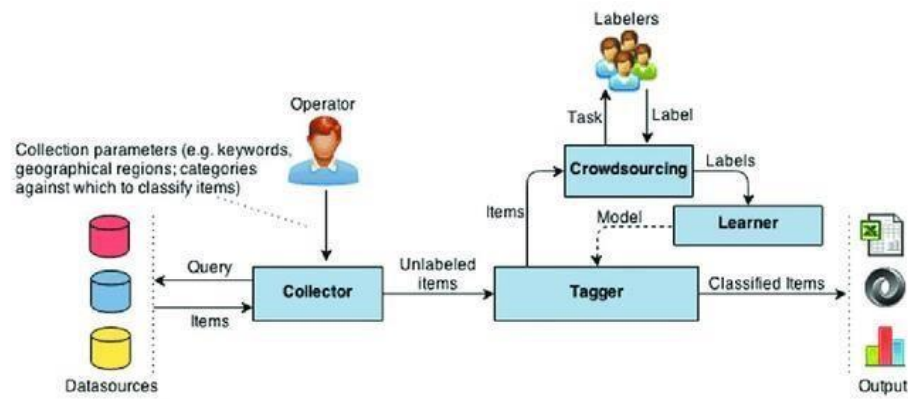 Labelers
Operator
Task
Label
Collection parameters (e.g. keywords,
geographical regions; categories
against which to classify items)
Crowdsourcing
Labels
Items
Model
Learner
Query
Collector
Unlabeled
items
Tagger
Classified Items
Items
Datasources
Output